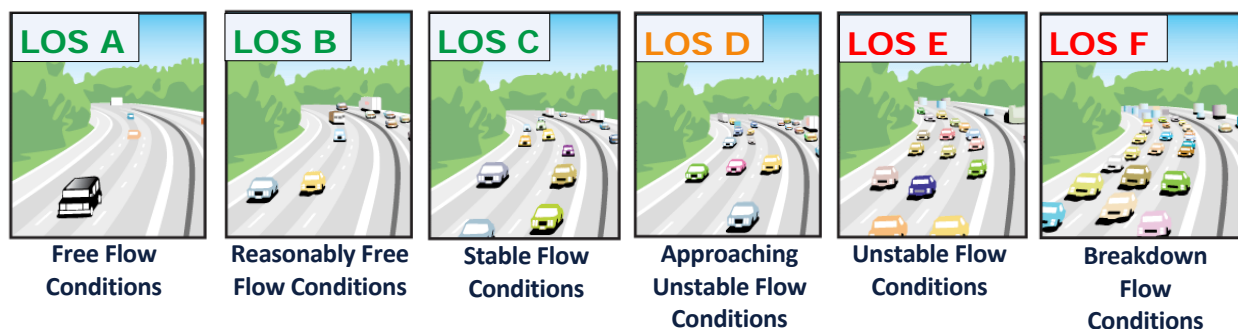 LOS A
LOS B
LOS C
LOS D
LOS E
LOS F
Free Flow
Conditions
Reasonably Free
Flow Conditions
Stable Flow
Conditions
Approaching
Unstable Flow
Conditions
Unstable Flow
Conditions
Breakdown
Flow
Conditions